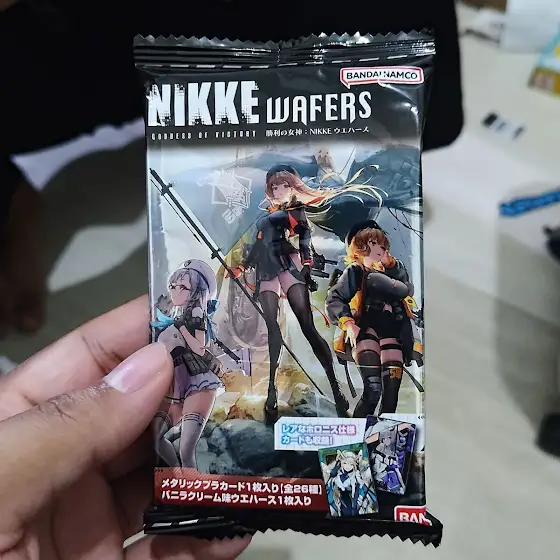 BANDAI NAMCO
NIKKE WAFERS
GODDESS OF VICTORY 勝利の女神：NIKKE ウエハース
レアなホロニス仕様
カードも収録!
メタリックプラカード1枚入り【全26種】
バニラクリーム味ウエハース1枚入り
BAN